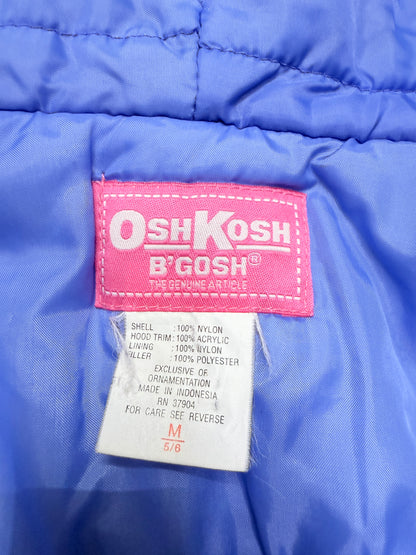 OSHKOSH
B'GOSH®
THE GENUINE ARTICLE
SHELL : 100% NYLON
HOOD TRIM : 100% ACRYLIC
LINING : 100% NYLON
FILLER : 100% POLYESTER
EXCLUSIVE OF
ORNAMENTATION
MADE IN INDONESIA
RN 37904
FOR CARE SEE REVERSE
M
5/6